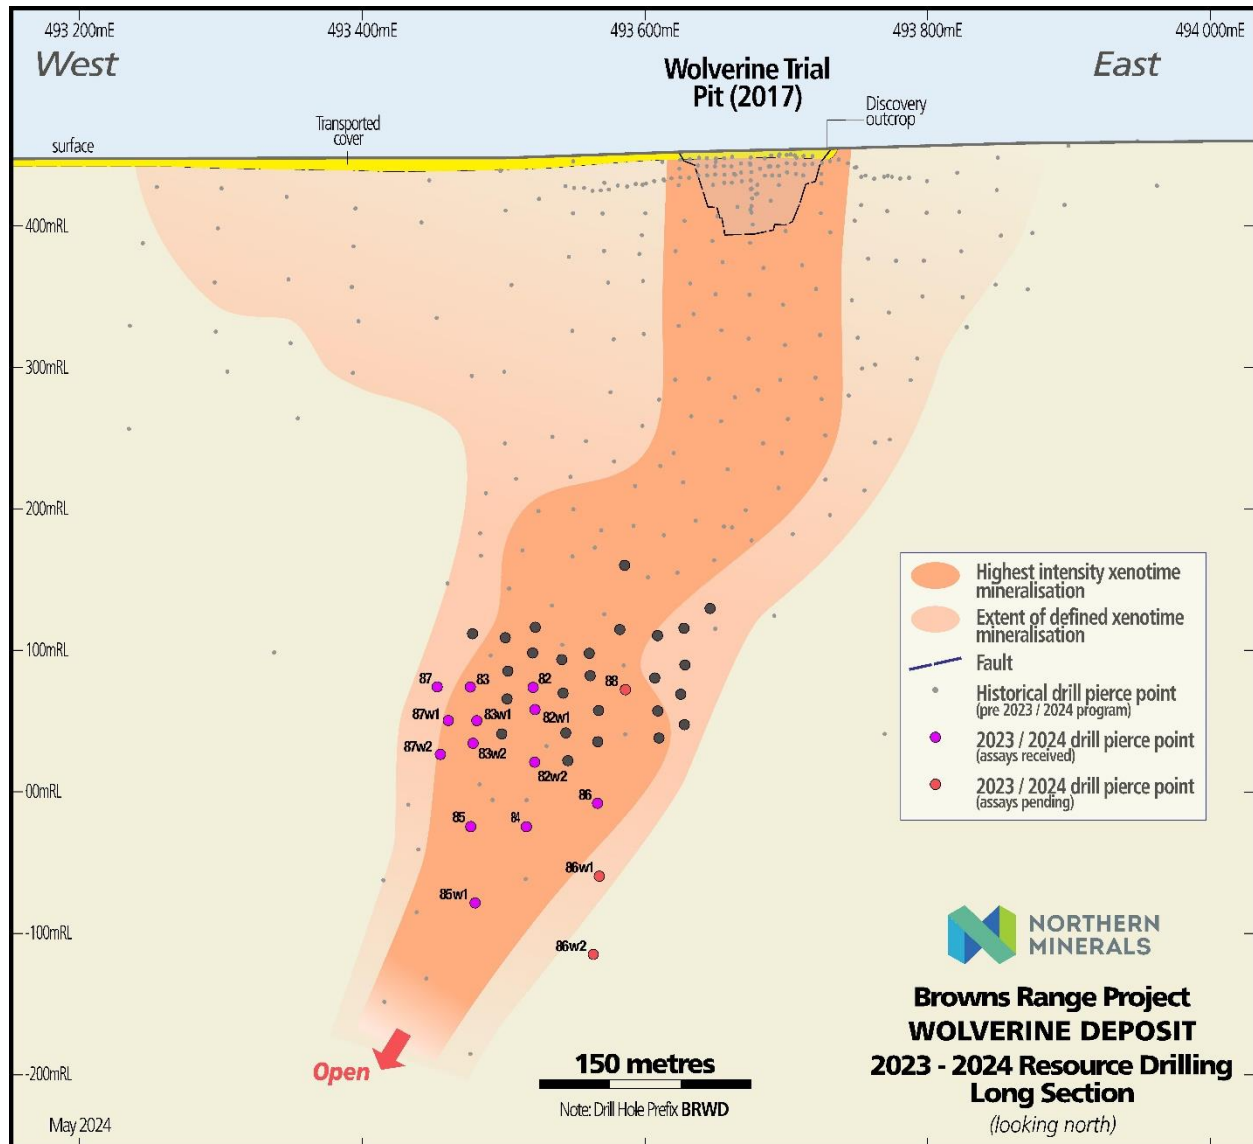 493 200mE
493 400mE
493 600mE
493 800mE
494 000mE
West
East
Wolverine Trial
Pit (2017)
Discovery
outcrop
Transported
cover
surface
400mRL
300mRL
200mRL
100mRL
00mRL
-100mRL
-200mRL
87
83
82
88
87w1
83w1
82w1
87w2
83w2
82w2
86
85
84
86w1
85w1
86w2
Open
Highest intensity xenotime
mineralisation
Extent of defined xenotime
mineralisation
Fault
Historical drill pierce point
(pre 2023 / 2024 program)
2023 / 2024 drill pierce point
(assays received)
2023 / 2024 drill pierce point
(assays pending)
NORTHERN
MINERALS
Browns Range Project
WOLVERINE DEPOSIT
2023 - 2024 Resource Drilling
Long Section
(looking north)
150 metres
Note: Drill Hole Prefix BRWD
May 2024